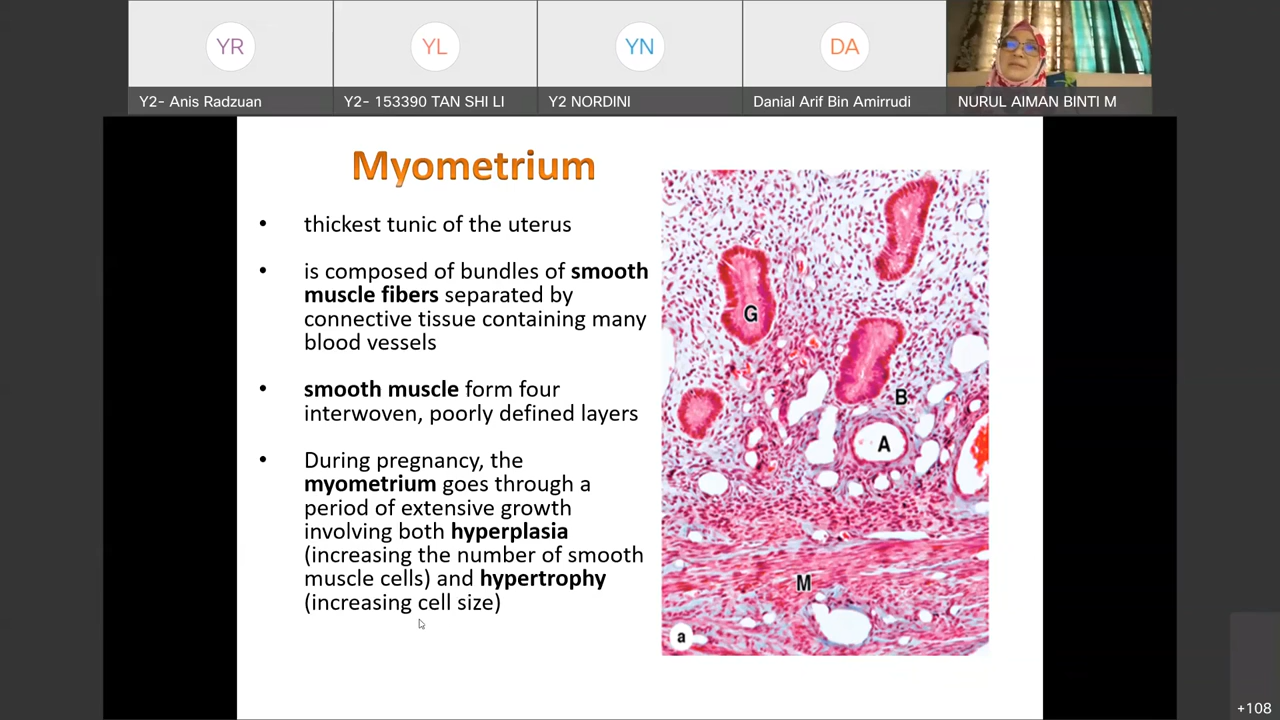 YR
YL
YN
DA
Y2- Anis Radzuan
Y2- 153390 TAN SHI LI
Y2 NORDINI
Danial Arif Bin Amirrudi
NURUL AIMAN BINTI M
Myometrium
• thickest tunic of the uterus
• is composed of bundles of smooth
muscle fibers separated by
connective tissue containing many
blood vessels
• smooth muscle form four
interwoven, poorly defined layers
• During pregnancy, the
myometrium goes through a
period of extensive growth
involving both hyperplasia
(increasing the number of smooth
muscle cells) and hypertrophy
(increasing cell size)
G
B
A
M
a
+108